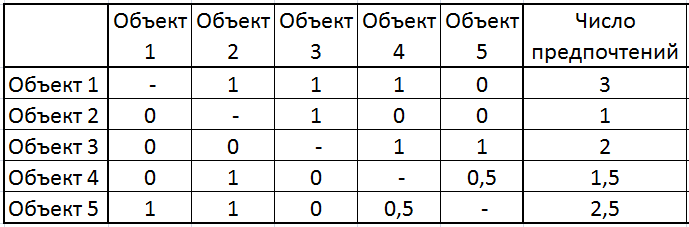 Объект 1 Объект 2 Объект 3 Объект 4 Объект 5 Число предпочтений
Объект 1 - 1 1 1 0 3
Объект 2 0 - 1 0 0 1
Объект 3 0 0 - 1 1 2
Объект 4 0 1 0 - 0,5 1,5
Объект 5 1 1 0 0,5 - 2,5